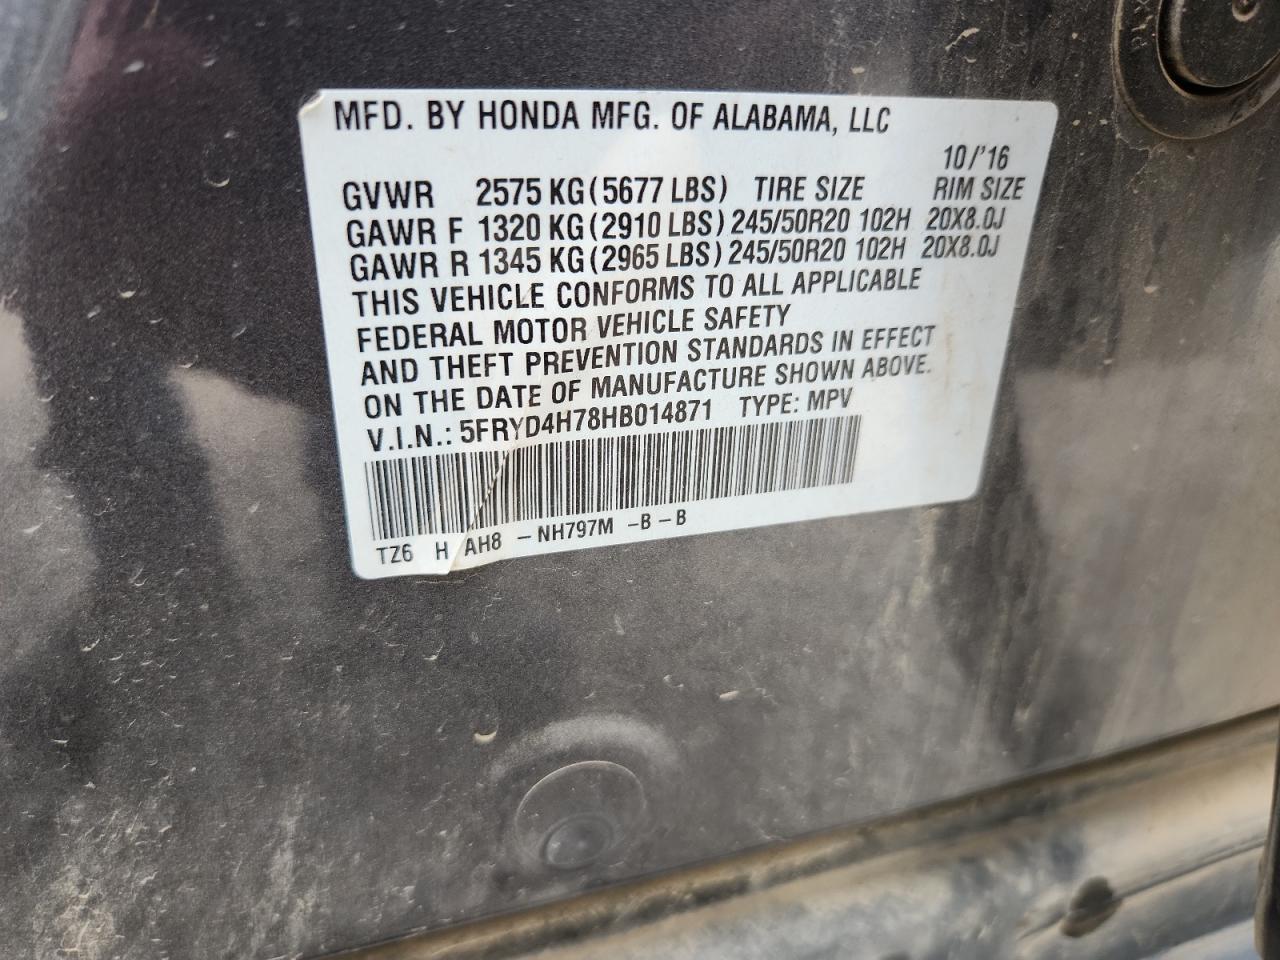 MFD. BY HONDA MFG. OF ALABAMA, LLC
10/'16
GVWR 2575 KG (5677 LBS) TIRE SIZE RIM SIZE
GAWR F 1320 KG (2910 LBS) 245/50R20 102H 20X8.0J
GAWR R 1345 KG (2965 LBS) 245/50R20 102H 20X8.0J
THIS VEHICLE CONFORMS TO ALL APPLICABLE
FEDERAL MOTOR VEHICLE SAFETY
AND THEFT PREVENTION STANDARDS IN EFFECT
ON THE DATE OF MANUFACTURE SHOWN ABOVE.
V.I.N.: 5FRYD4H78HB014871 TYPE: MPV
TZ6 H AH8 - NH797M -B - B